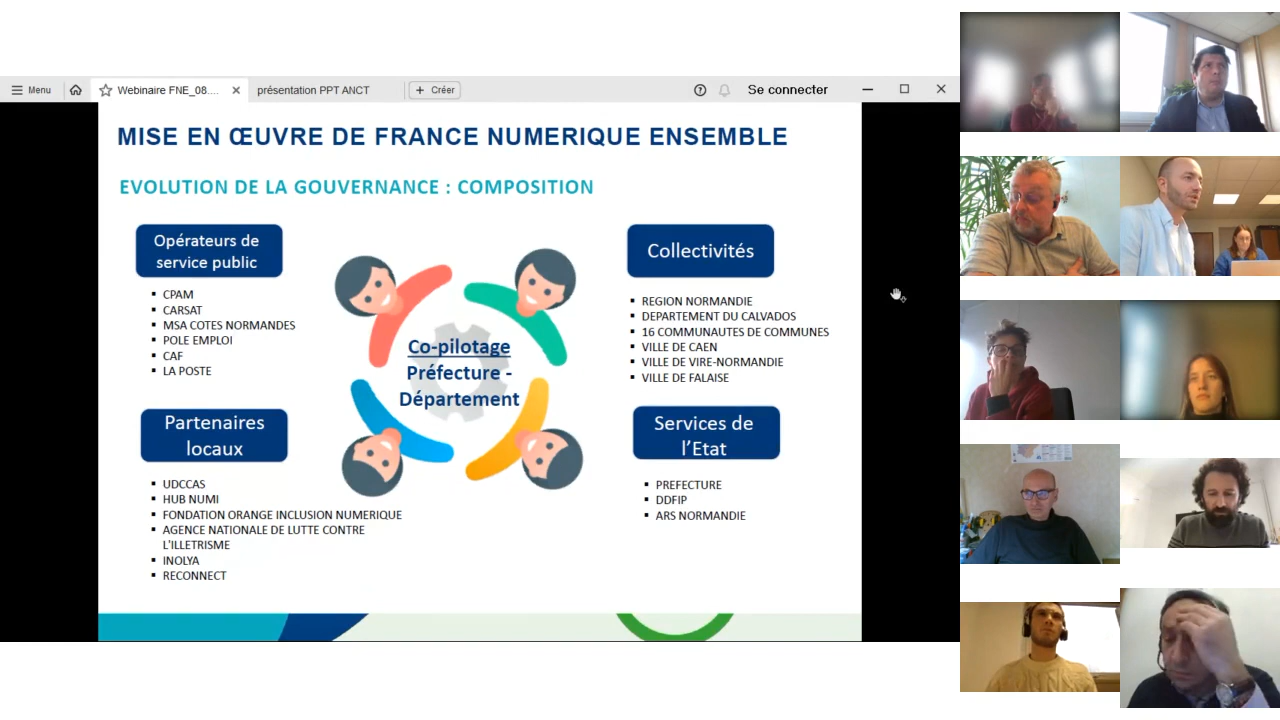 Menu
Webinaire FNE_08....
présentation PPT ANCT
Créer
Se connecter
MISE EN ŒUVRE DE FRANCE NUMERIQUE ENSEMBLE
EVOLUTION DE LA GOUVERNANCE : COMPOSITION
Opérateurs de
service public
▪ CPAM
▪ CARSAT
▪ MSA COTES NORMANDES
▪ POLE EMPLOI
▪ CAF
▪ LA POSTE
Partenaires
locaux
▪ UDCCAS
▪ HUB NUMI
▪ FONDATION ORANGE INCLUSION NUMERIQUE
▪ AGENCE NATIONALE DE LUTTE CONTRE
L'ILLETRISME
▪ INOLYA
▪ RECONNECT
Co-pilotage
Préfecture -
Département
Collectivités
▪ REGION NORMANDIE
▪ DEPARTEMENT DU CALVADOS
▪ 16 COMMUNAUTES DE COMMUNES
▪ VILLE DE CAEN
▪ VILLE DE VIRE-NORMANDIE
▪ VILLE DE FALAISE
Services de
l'Etat
▪ PREFECTURE
▪ DDFIP
▪ ARS NORMANDIE